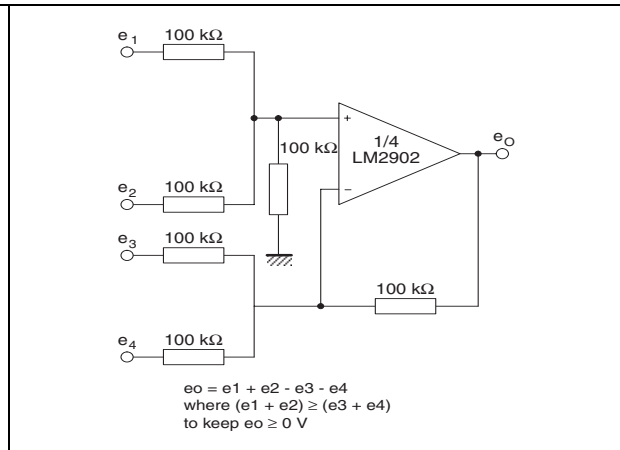 e1 100 kΩ
+
1/4
LM2902
eO
100 kΩ
−
e2 100 kΩ
e3 100 kΩ
100 kΩ
e4 100 kΩ
eo = e1 + e2 - e3 - e4
where (e1 + e2) ≥ (e3 + e4)
to keep eo ≥ 0 V